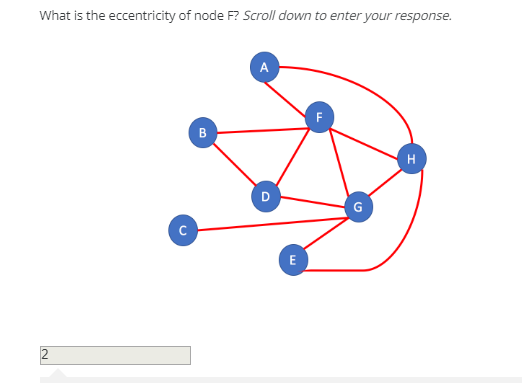 What is the eccentricity of node F? Scroll down to enter your response.
A
F
B
H
D
G
C
E
2